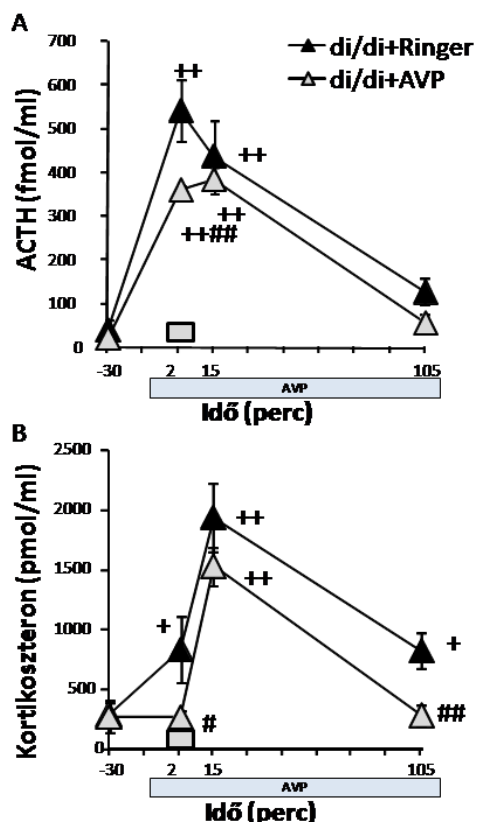 A
700
600
500
400
300
200
100
0
ACTH (fmol/ml)
di/di+Ringer
di/di+AVP
++
++
++
++##
-30 2 15 105
AVP
Idő (perc)
B
2500
2000
1500
1000
500
0
Kortikoszteron (pmol/ml)
++
++
+
+
#
##
-30 2 15 105
AVP
Idő (perc)